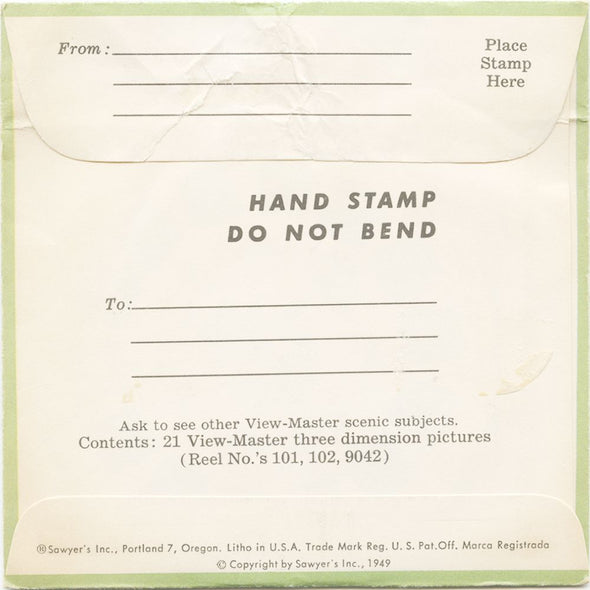 From:
Place
Stamp
Here
HAND STAMP
DO NOT BEND
To:
Ask to see other View-Master scenic subjects.
Contents: 21 View-Master three dimension pictures
(Reel No.'s 101, 102, 9042)
®Sawyer's Inc., Portland 7, Oregon. Litho in U.S.A. Trade Mark Reg. U. S. Pat.Off. Marca Registrada
© Copyright by Sawyer's Inc., 1949